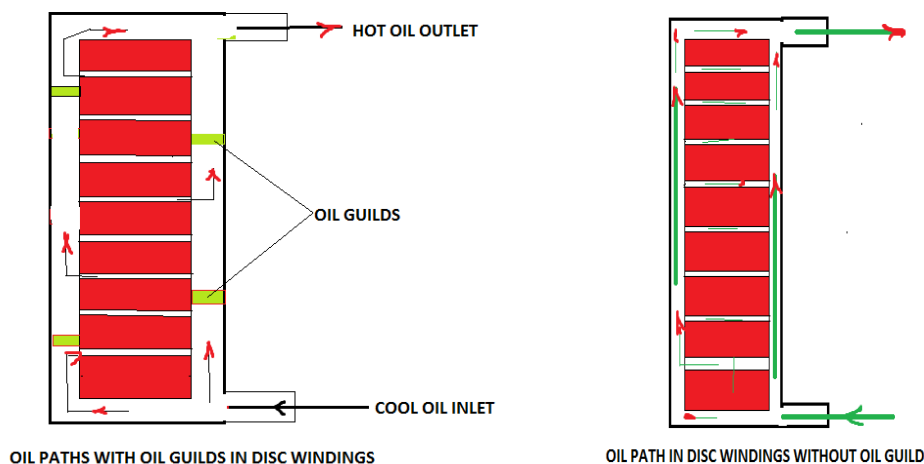 HOT OIL OUTLET
OIL GUILDS
COOL OIL INLET
OIL PATHS WITH OIL GUILDS IN DISC WINDINGS
OIL PATH IN DISC WINDINGS WITHOUT OIL GUILD